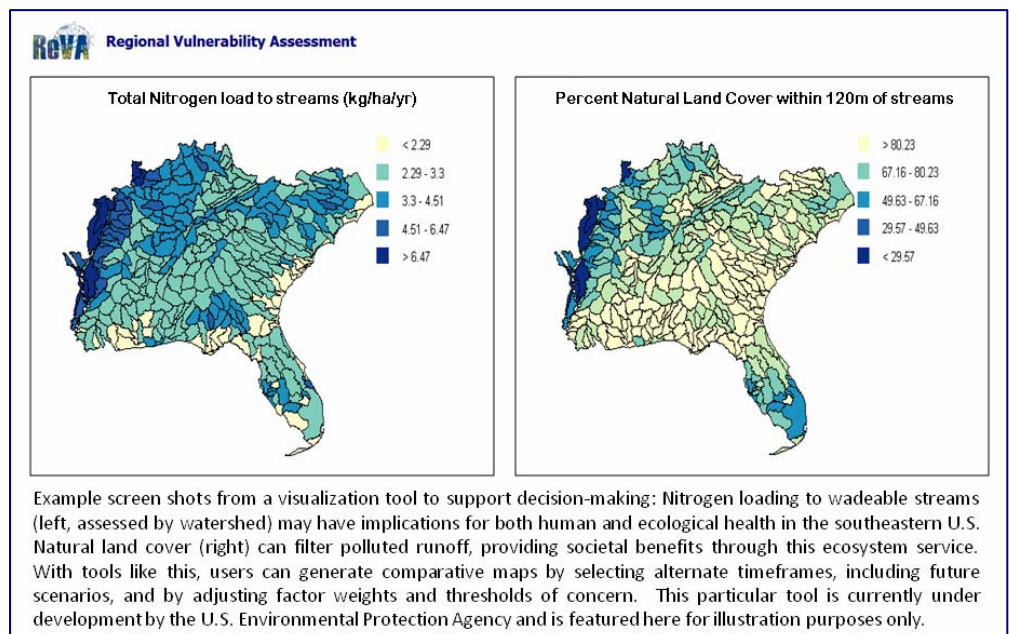 ReVA Regional Vulnerability Assessment
Total Nitrogen load to streams (kg/ha/yr)
< 2.29
2.29 - 3.3
3.3 - 4.51
4.51 - 6.47
> 6.47
Percent Natural Land Cover within 120m of streams
> 80.23
67.16 - 80.23
49.63 - 67.16
29.57 - 49.63
< 29.57
Example screen shots from a visualization tool to support decision-making: Nitrogen loading to wadeable streams
(left, assessed by watershed) may have implications for both human and ecological health in the southeastern U.S.
Natural land cover (right) can filter polluted runoff, providing societal benefits through this ecosystem service.
With tools like this, users can generate comparative maps by selecting alternate timeframes, including future
scenarios, and by adjusting factor weights and thresholds of concern. This particular tool is currently under
development by the U.S. Environmental Protection Agency and is featured here for illustration purposes only.